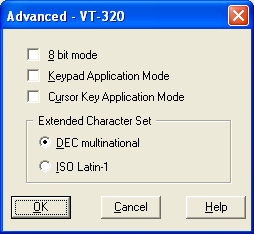 Advanced - VT-320
8 bit mode
Keypad Application Mode
Cursor Key Application Mode
Extended Character Set
DEC multinational
ISO Latin-1
OK Cancel Help